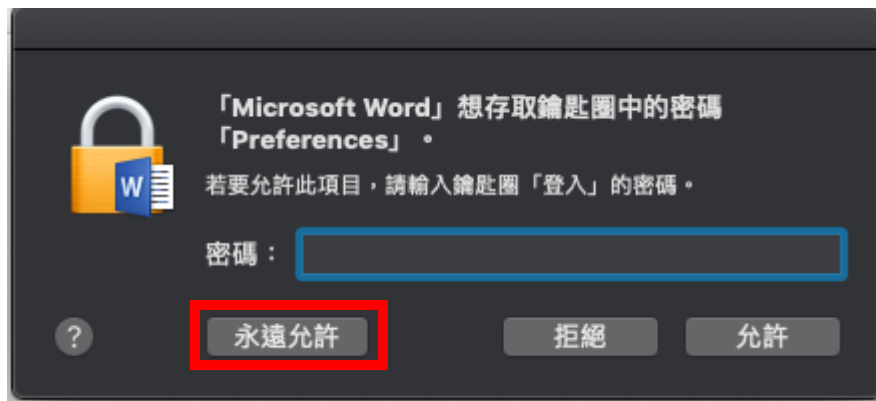 「Microsoft Word」想存取鑰匙圈中的密碼
「Preferences」。
若要允許此項目，請輸入鑰匙圈「登入」的密碼。
密碼：
W
? 永遠允許 拒絕 允許